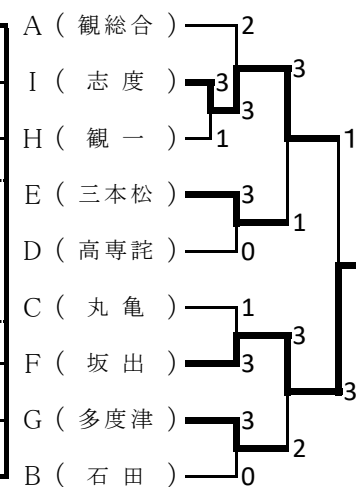 A ( 観総合 ) 2
I ( 志度 ) 3 3 3
H ( 観一 ) 1 1
E ( 三本松 ) 3 1
D ( 高専詫 ) 0
C ( 丸亀 ) 1
F ( 坂出 ) 3 3 3
G ( 多度津 ) 3 2
B ( 石田 ) 0